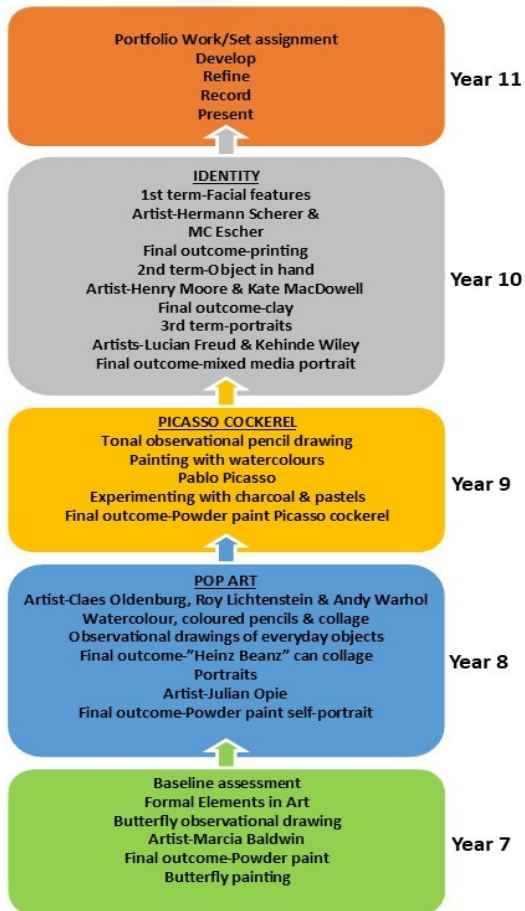 Portfolio Work/Set assignment
Develop
Refine
Record
Present
Year 11
IDENTITY
1st term-Facial features
Artist-Hermann Scherer &
MC Escher
Final outcome-printing
2nd term-Object in hand
Artist-Henry Moore & Kate MacDowell
Final outcome-clay
3rd term-portraits
Artists-Lucian Freud & Kehinde Wiley
Final outcome-mixed media portrait
Year 10
PICASSO COCKEREL
Tonal observational pencil drawing
Painting with watercolours
Pablo Picasso
Experimenting with charcoal & pastels
Final outcome-Powder paint Picasso cockerel
Year 9
POP ART
Artist-Claes Oldenburg, Roy Lichtenstein & Andy Warhol
Watercolour, coloured pencils & collage
Observational drawings of everyday objects
Final outcome-"Heinz Beanz" can collage
Portraits
Artist-Julian Opie
Final outcome-Powder paint self-portrait
Year 8
Baseline assessment
Formal Elements in Art
Butterfly observational drawing
Artist-Marcia Baldwin
Final outcome-Powder paint
Butterfly painting
Year 7